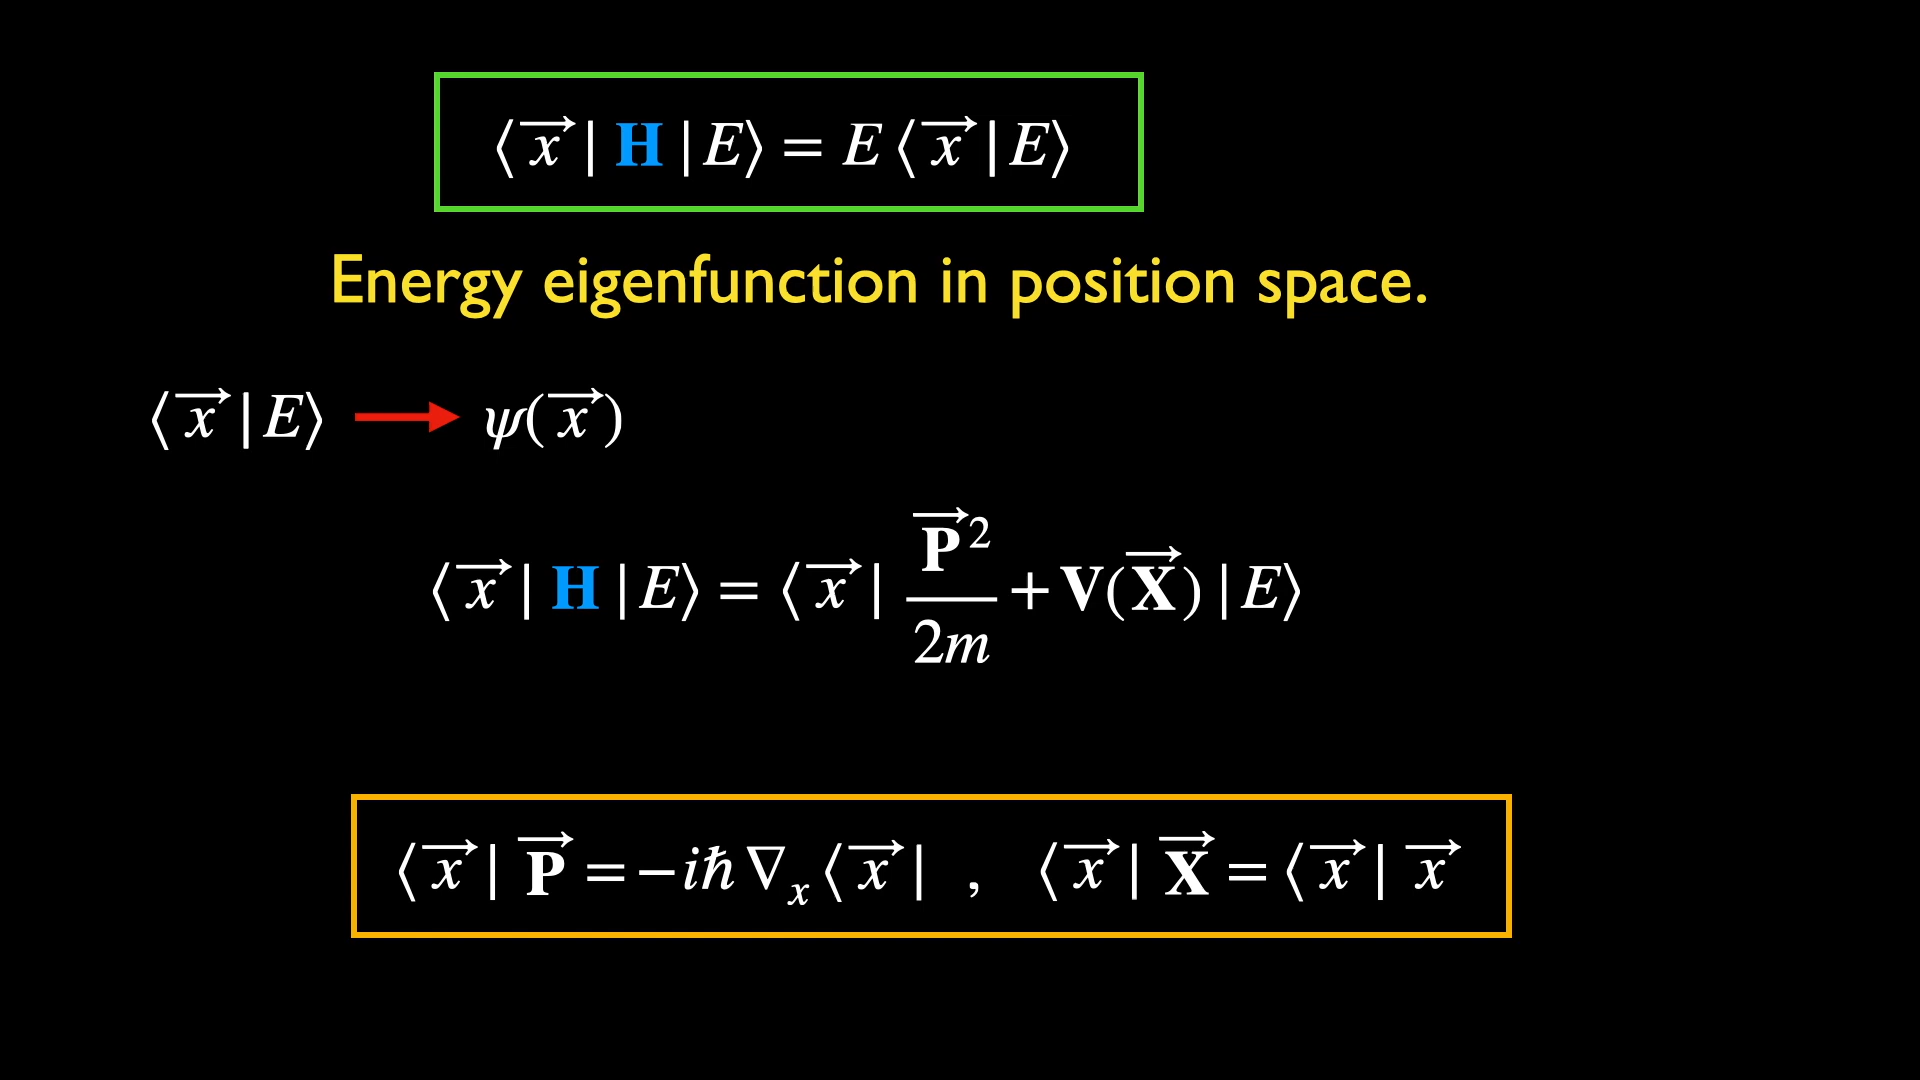 ⟨x⃗| H |E⟩ = E⟨x⃗|E⟩
Energy eigenfunction in position space.
⟨x⃗|E⟩ → ψ(x⃗)
⟨x⃗| H |E⟩ = ⟨x⃗| P⃗²/2m + V(X⃗) |E⟩
⟨x⃗| P⃗ = −iℏ∇ₓ⟨x⃗| , ⟨x⃗| X⃗ = ⟨x⃗| x⃗